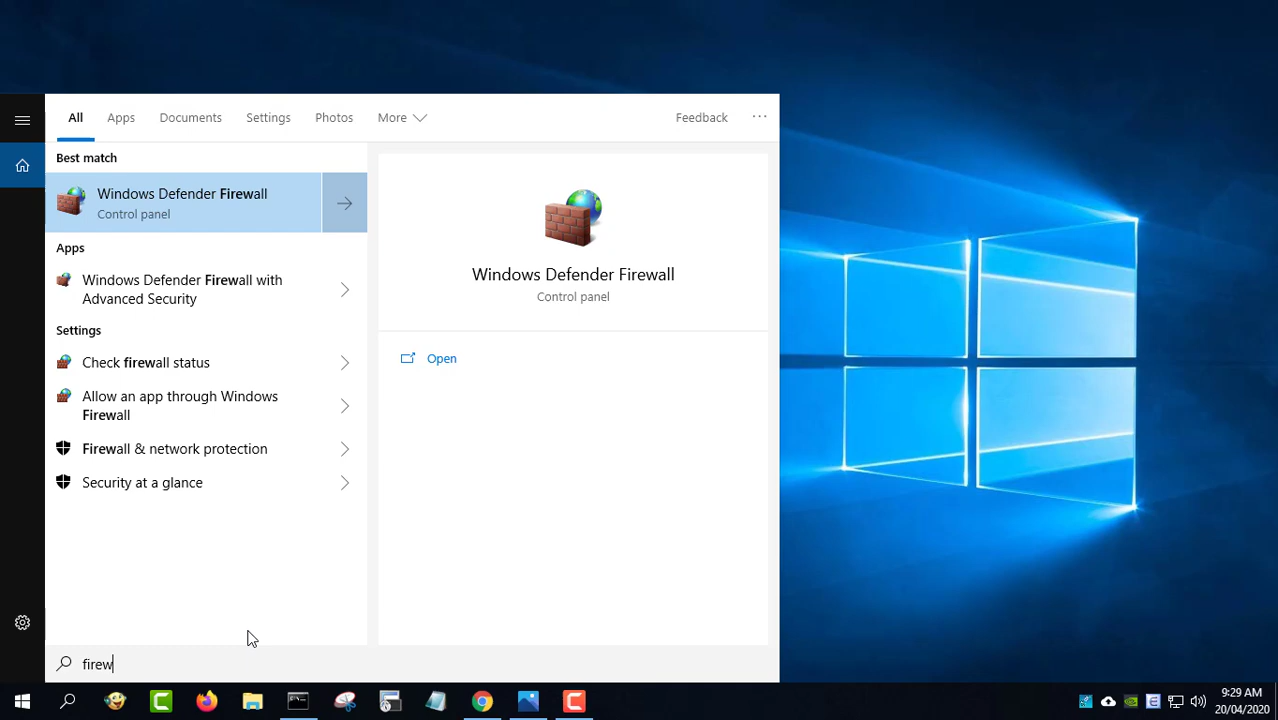 All
Apps
Documents
Settings
Photos
More
Feedback
Best match
Windows Defender Firewall
Control panel
Apps
Windows Defender Firewall with
Advanced Security
Settings
Check firewall status
Allow an app through Windows
Firewall
Firewall & network protection
Security at a glance
Windows Defender Firewall
Control panel
Open
firew
9:29 AM
20/04/2020